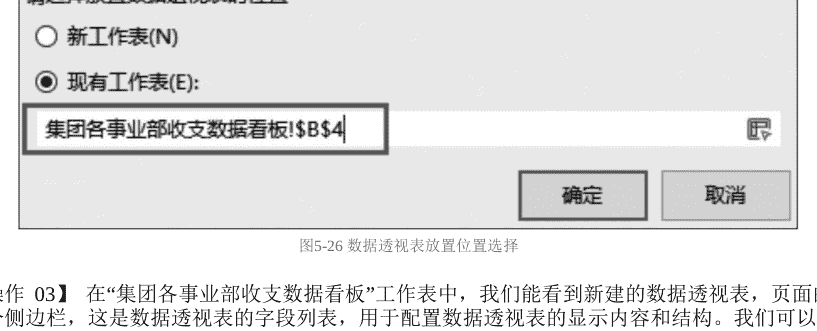 新工作表(N)
现有工作表(E):
集团各事业部收支数据看板!$B$4
确定 取消
图5-26 数据透视表放置位置选择
操作 03】 在“集团各事业部收支数据看板”工作表中，我们能看到新建的数据透视表，页面
侧边栏，这是数据透视表的字段列表，用于配置数据透视表的显示内容和结构。我们可以